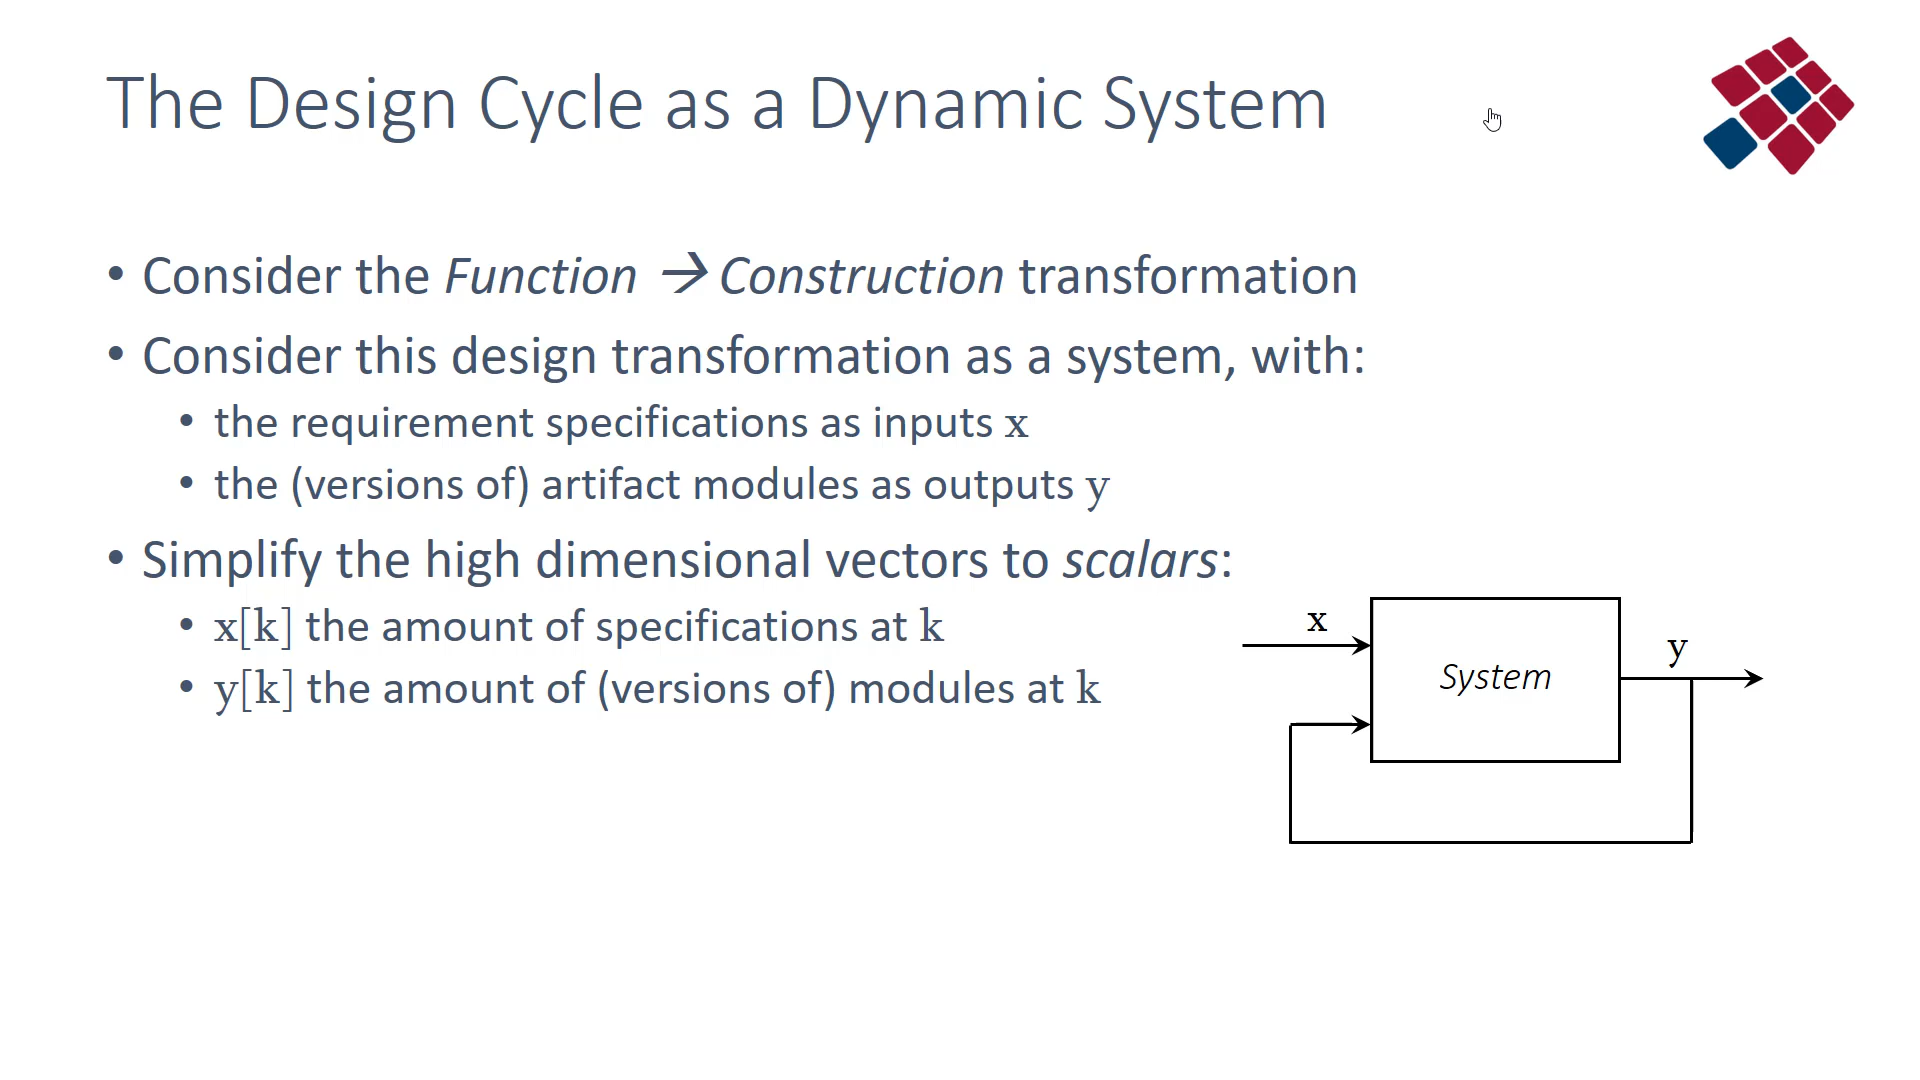 The Design Cycle as a Dynamic System
• Consider the Function → Construction transformation
• Consider this design transformation as a system, with:
• the requirement specifications as inputs x
• the (versions of) artifact modules as outputs y
• Simplify the high dimensional vectors to scalars:
• x[k] the amount of specifications at k
• y[k] the amount of (versions of) modules at k
x
System
y